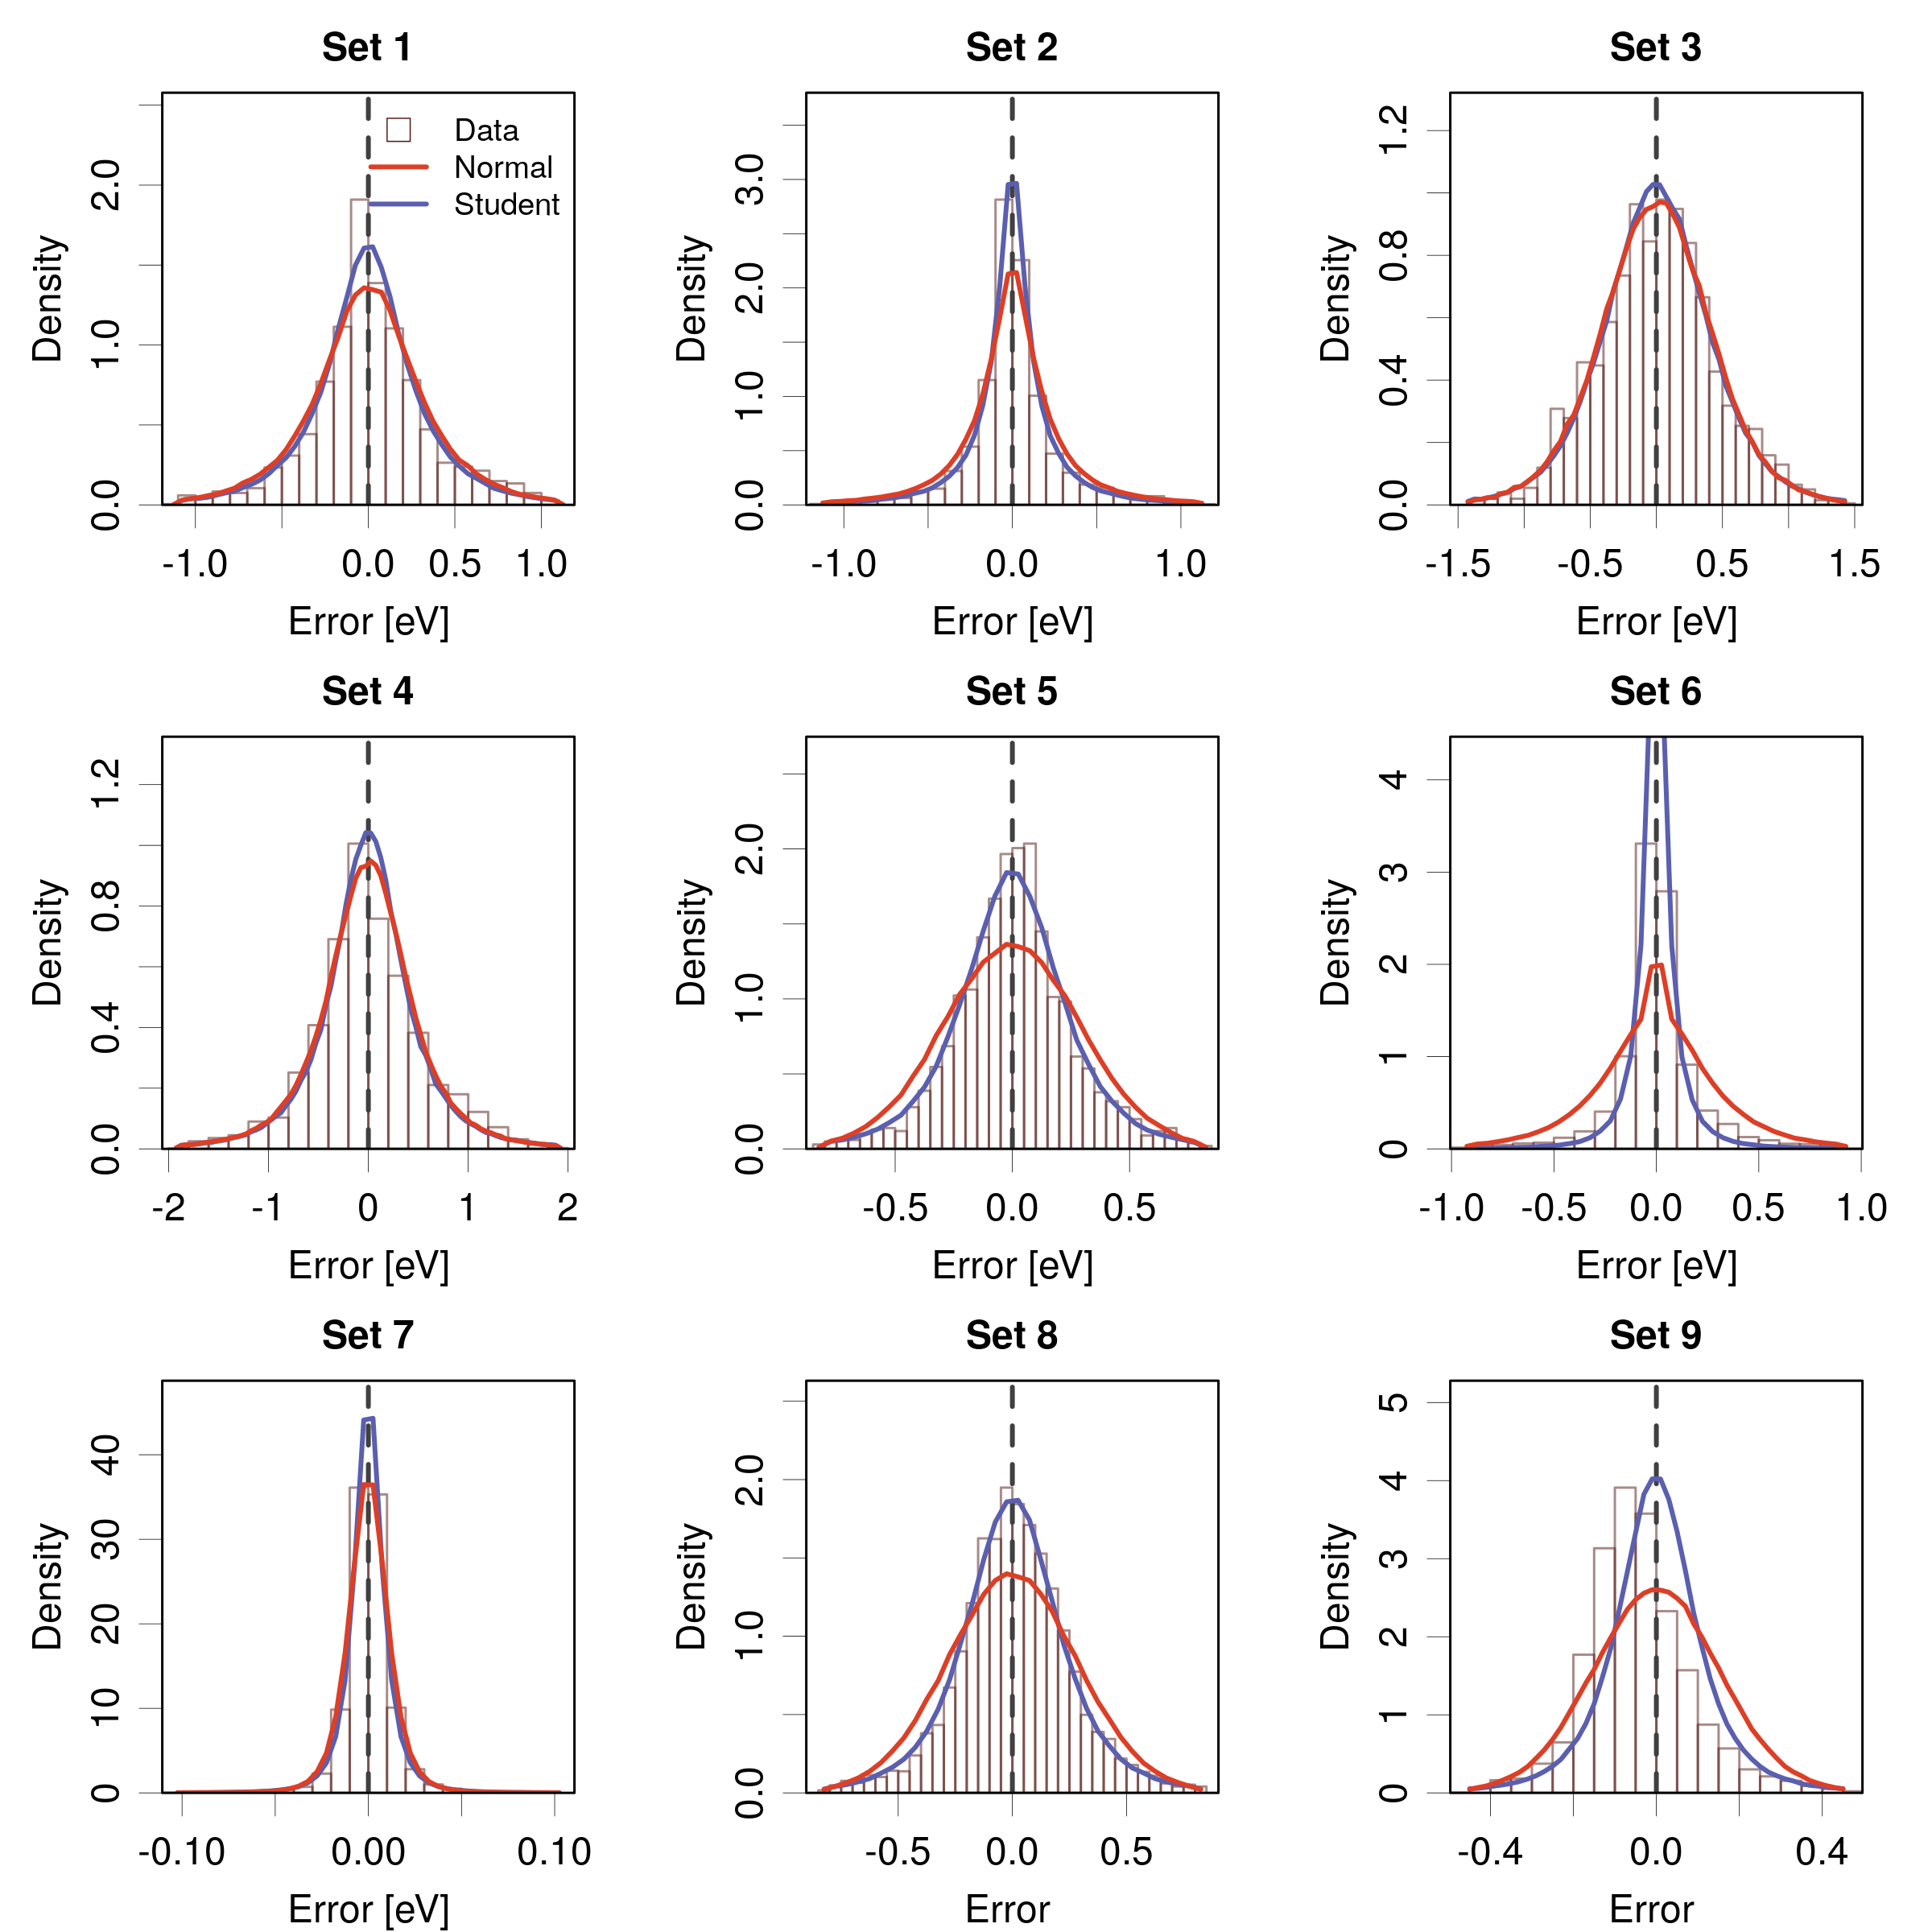 Set 1
Density
0.0 1.0 2.0
Data
Normal
Student
-1.0 0.0 0.5 1.0
Error [eV]
Set 2
Density
0.0 1.0 2.0 3.0
-1.0 0.0 1.0
Error [eV]
Set 3
Density
0.0 0.4 0.8 1.2
-1.5 -0.5 0.5 1.5
Error [eV]
Set 4
Density
0.0 0.4 0.8 1.2
-2 -1 0 1 2
Error [eV]
Set 5
Density
0.0 1.0 2.0
-0.5 0.0 0.5
Error [eV]
Set 6
Density
0 1 2 3 4
-1.0 -0.5 0.0 0.5 1.0
Error [eV]
Set 7
Density
0 10 20 30 40
-0.10 0.00 0.10
Error [eV]
Set 8
Density
0.0 1.0 2.0
-0.5 0.0 0.5
Error
Set 9
Density
0 1 2 3 4 5
-0.4 0.0 0.4
Error